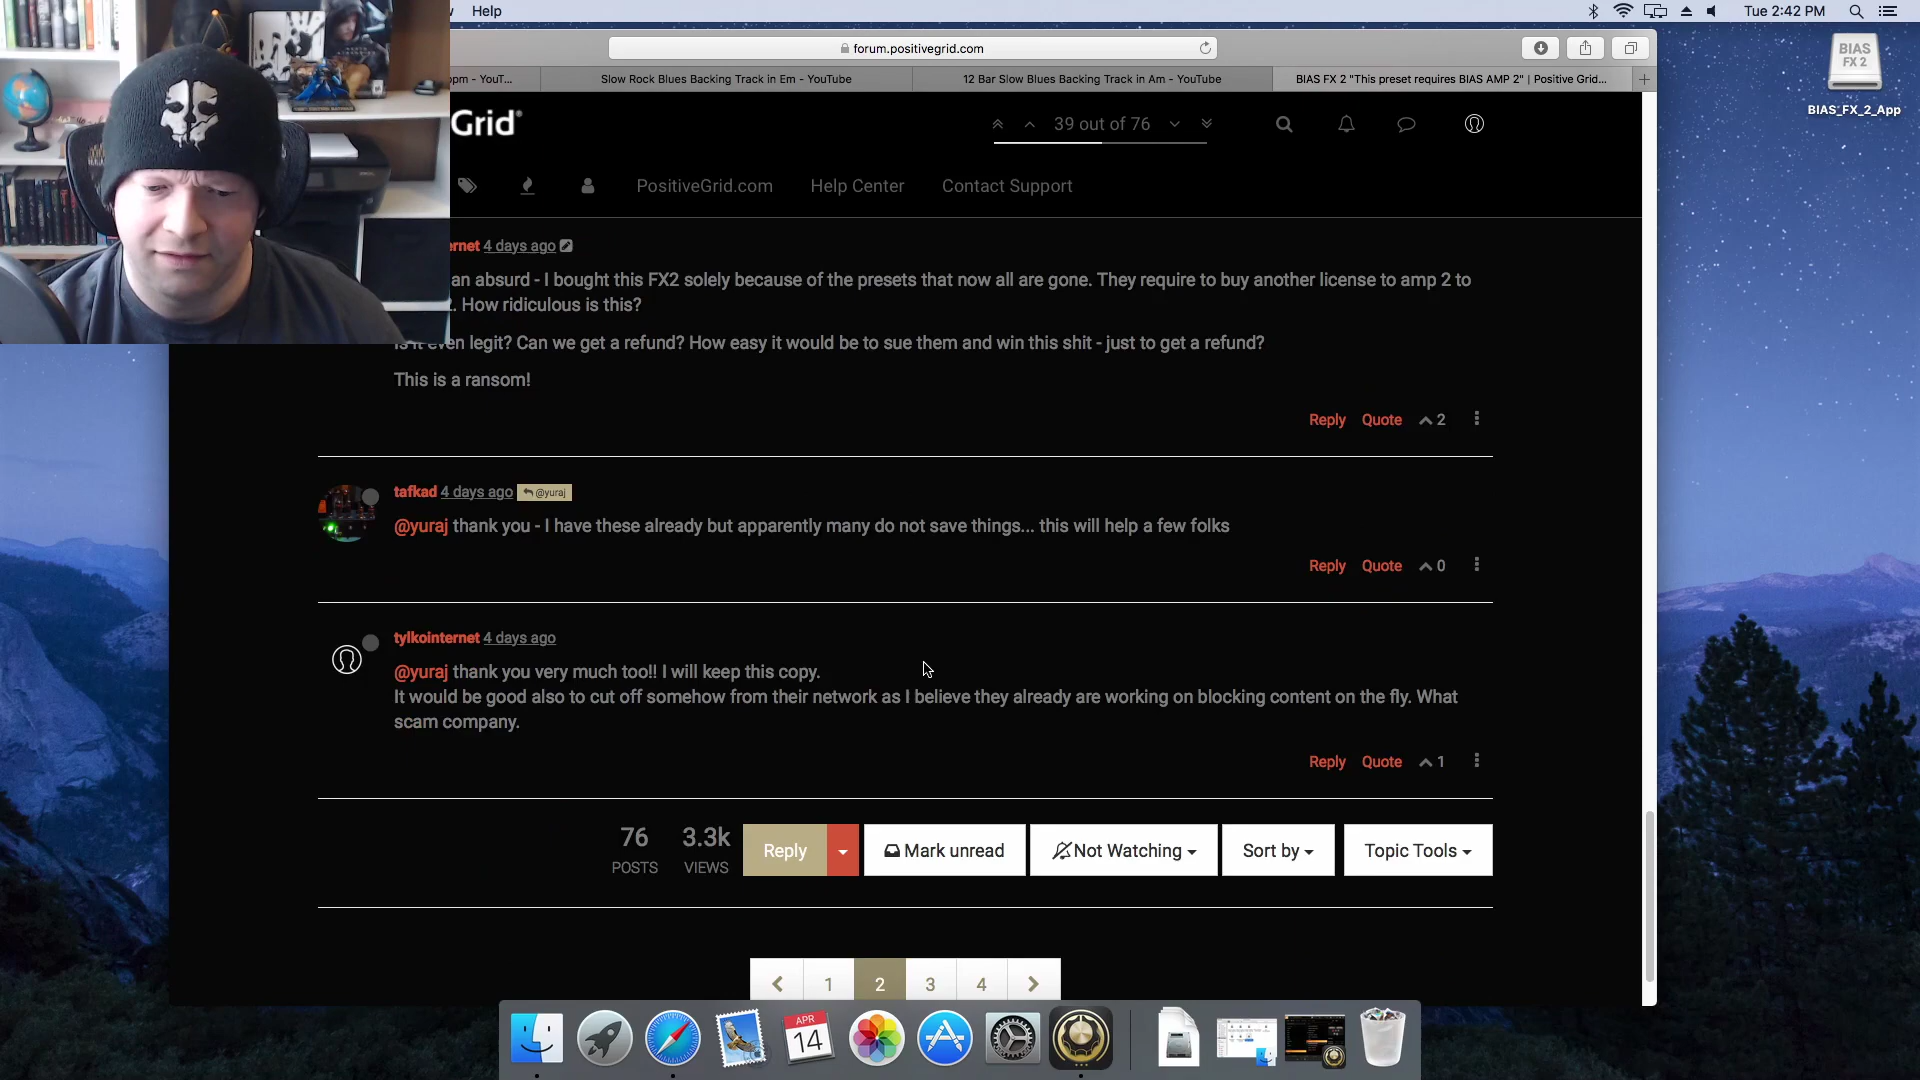 Help
Tue 2:42 PM
forum.positivegrid.com
Slow Rock Blues Backing Track in Em - YouTube
12 Bar Slow Blues Backing Track in Am - YouTube
BIAS FX 2 "This preset requires BIAS AMP 2" | Positive Grid...
BIAS
FX 2
BIAS_FX_2_App
Grid
39 out of 76
PositiveGrid.com
Help Center
Contact Support
4 days ago
an absurd - I bought this FX2 solely because of the presets that now all are gone. They require to buy another license to amp 2 to
How ridiculous is this?
Is it even legit? Can we get a refund? How easy it would be to sue them and win this shit - just to get a refund?
This is a ransom!
Reply Quote 2
tafkad 4 days ago @yuraj
@yuraj thank you - I have these already but apparently many do not save things... this will help a few folks
Reply Quote 0
tylkointernet 4 days ago
@yuraj thank you very much too!! I will keep this copy.
It would be good also to cut off somehow from their network as I believe they already are working on blocking content on the fly. What
scam company.
Reply Quote 1
76 POSTS
3.3k VIEWS
Reply
Mark unread
Not Watching
Sort by
Topic Tools
1 2 3 4
APR
14